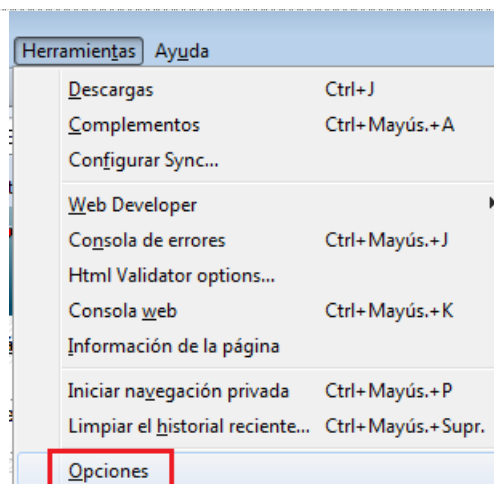 Herramientas Ayuda
Descargas Ctrl+J
Complementos Ctrl+Mayús.+A
Configurar Sync...
Web Developer
Consola de errores Ctrl+Mayús.+J
Html Validator options...
Consola web Ctrl+Mayús.+K
Información de la página
Iniciar navegación privada Ctrl+Mayús.+P
Limpiar el historial reciente... Ctrl+Mayús.+Supr.
Opciones